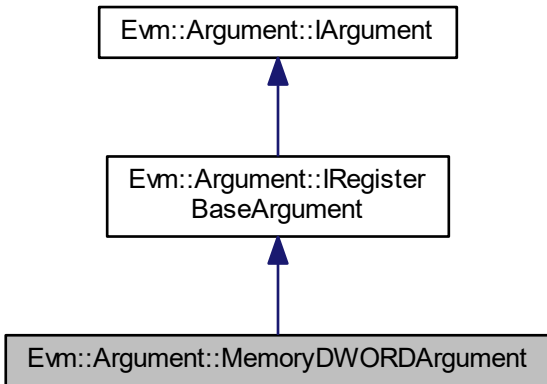 Evm::Argument::IArgument
Evm::Argument::IRegister
BaseArgument
Evm::Argument::MemoryDWORDArgument